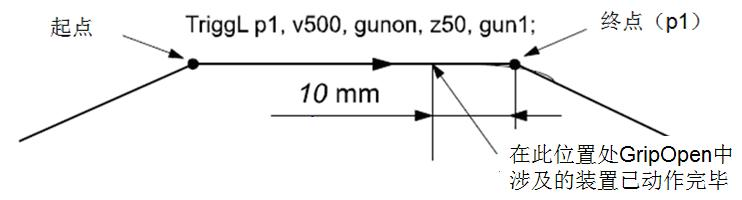 起点
TriggL p1, v500, gunon, z50, gun1;
终点（p1）
10 mm
在此位置处GripOpen中
涉及的装置已动作完毕